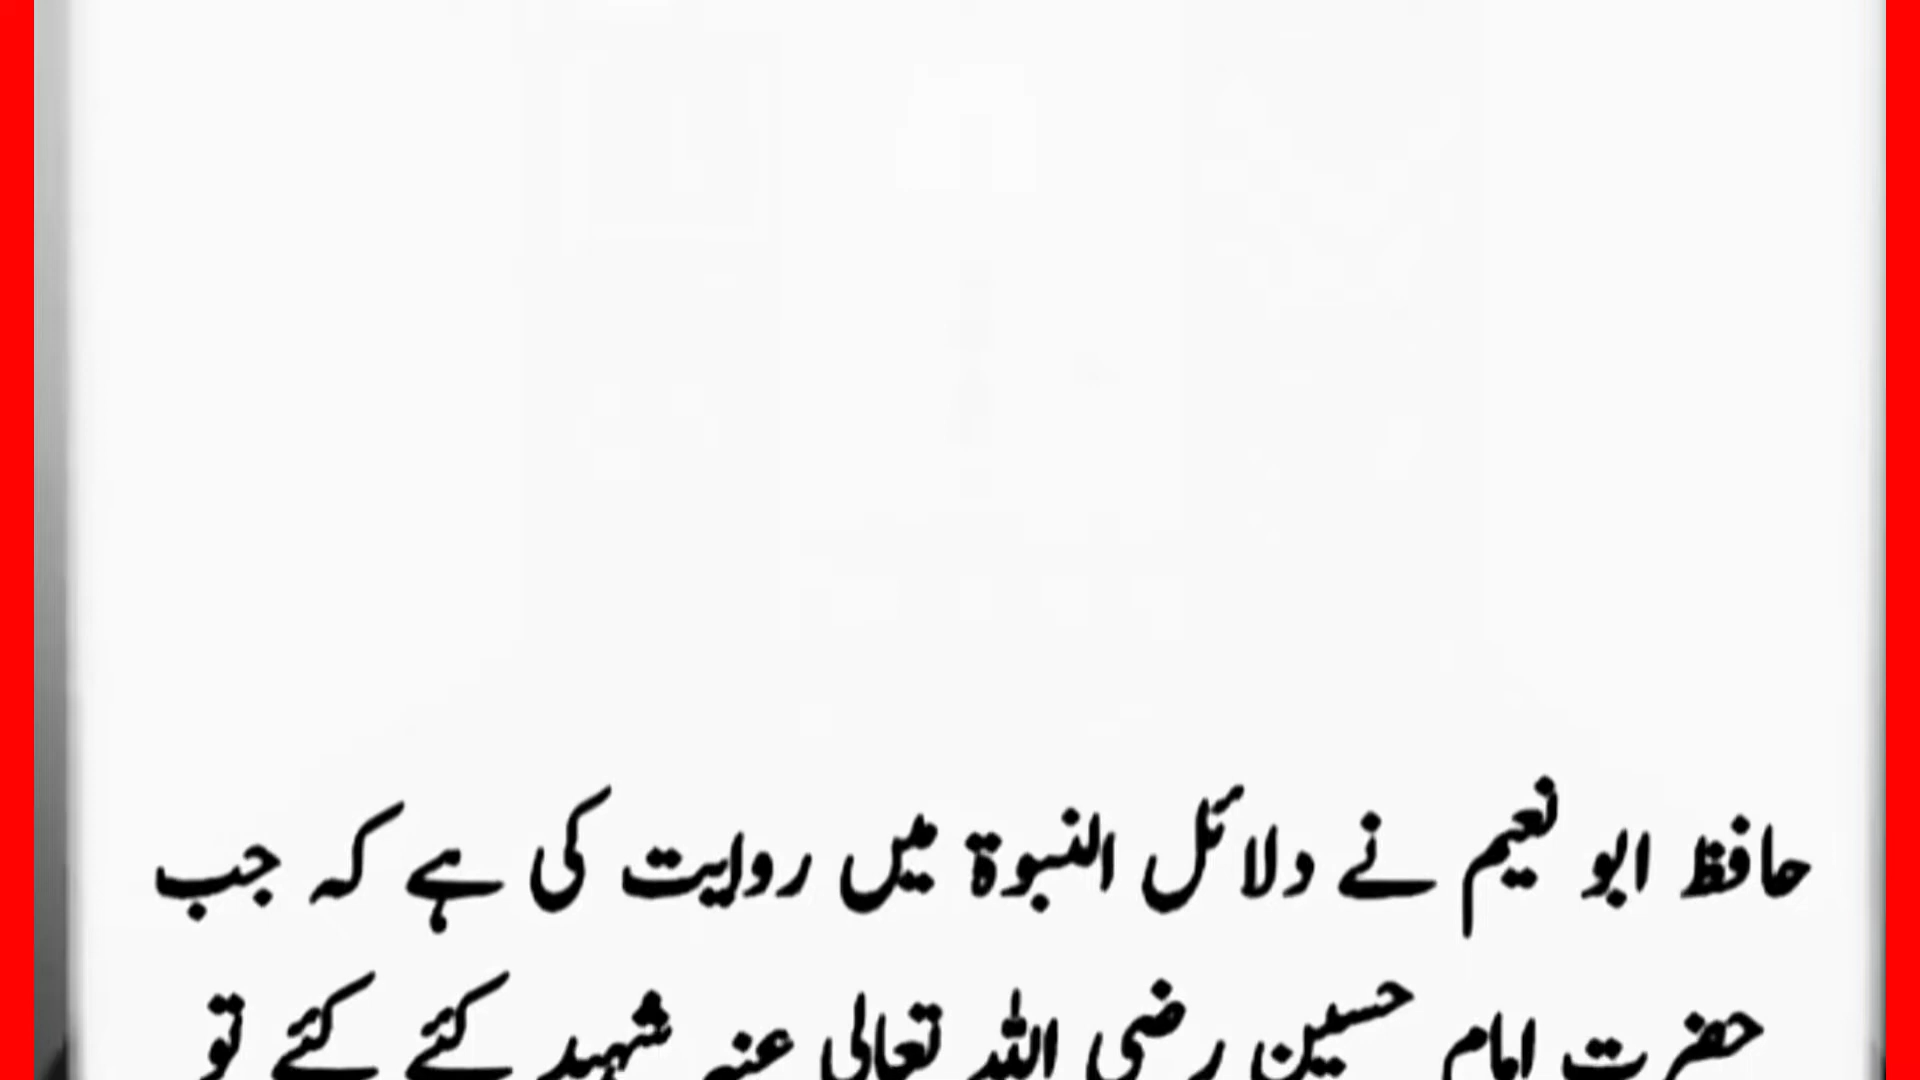 حافظ ابو نعیم نے دلائل النبوۃ میں روایت کی ہے کہ جب
حضرت امام حسین رضی اللہ تعالی عنہ شہید کئے گئے تو